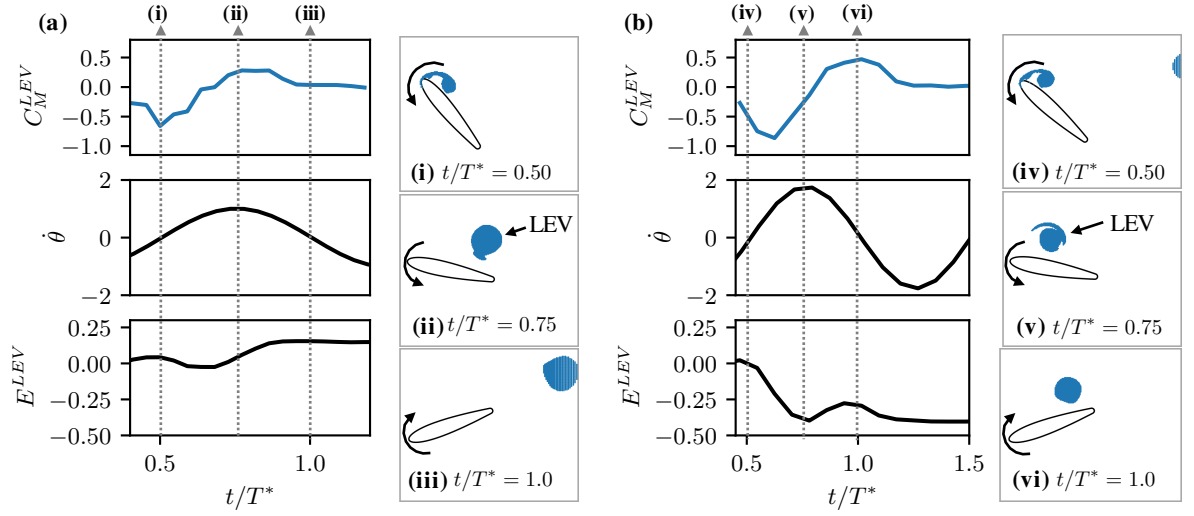 (a) (i) (ii) (iii)
0.5
0.0
−0.5
−1.0
C_M^{LEV}
2
0
−2
θ̇
0.25
0.00
−0.25
−0.50
E^{LEV}
0.5 1.0
t/T*
(i) t/T* = 0.50
LEV
(ii) t/T* = 0.75
(iii) t/T* = 1.0
(b) (iv) (v) (vi)
0.5
0.0
−0.5
−1.0
C_M^{LEV}
2
0
−2
θ̇
0.25
0.00
−0.25
−0.50
E^{LEV}
0.5 1.0 1.5
t/T*
(iv) t/T* = 0.50
LEV
(v) t/T* = 0.75
(vi) t/T* = 1.0